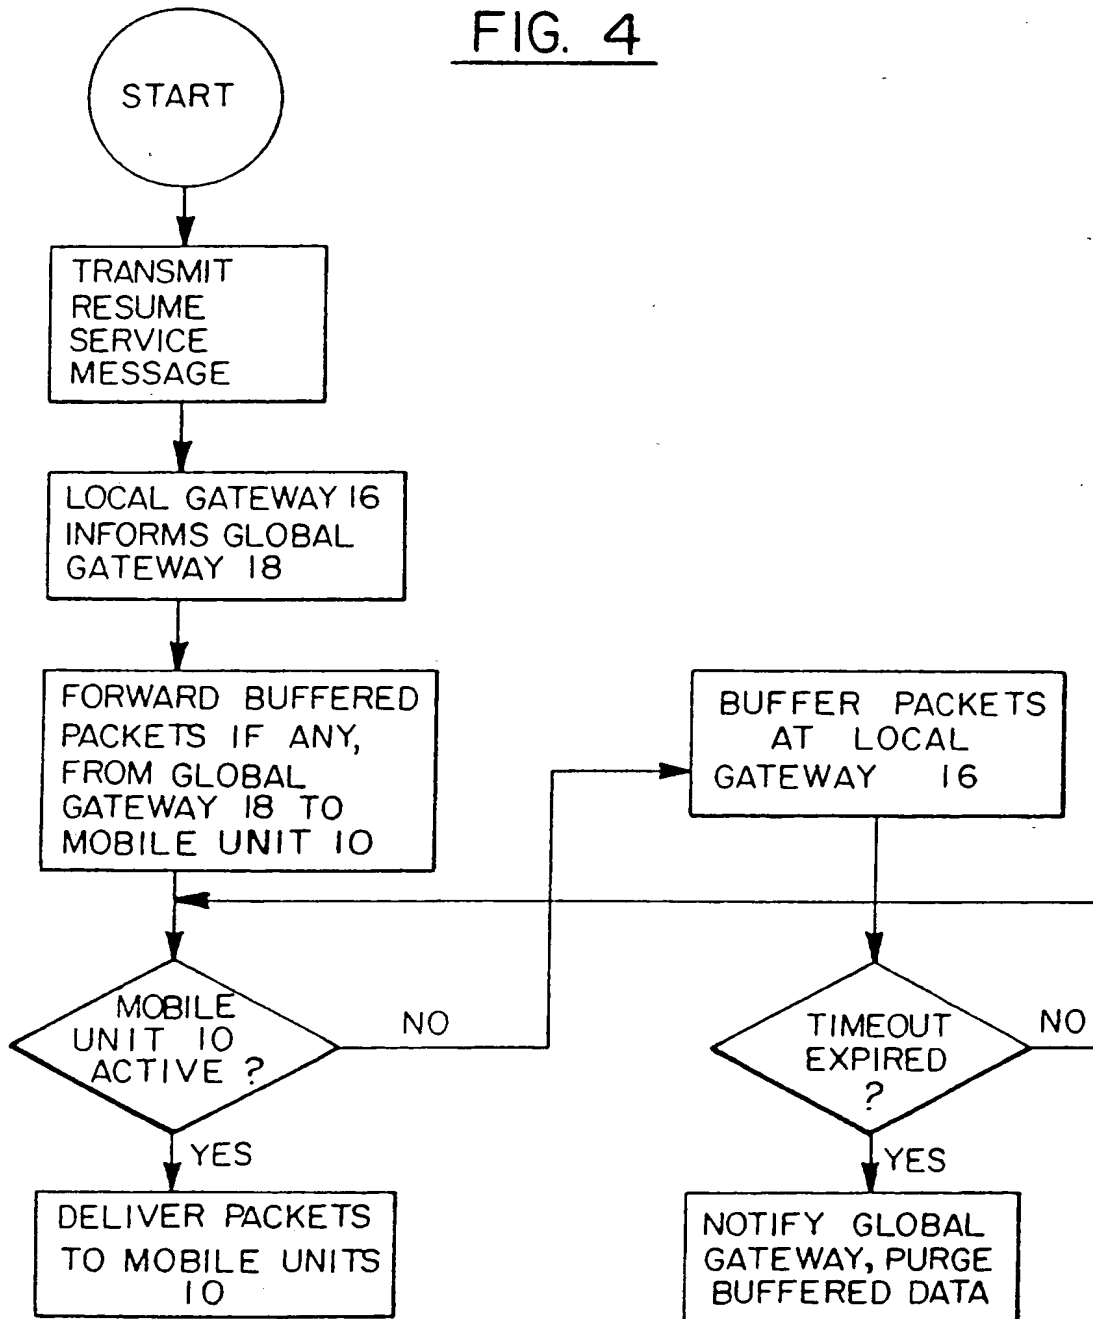 FIG. 4
START
TRANSMIT
RESUME
SERVICE
MESSAGE
LOCAL GATEWAY 16
INFORMS GLOBAL
GATEWAY 18
FORWARD BUFFERED
PACKETS IF ANY,
FROM GLOBAL
GATEWAY 18 TO
MOBILE UNIT 10
BUFFER PACKETS
AT LOCAL
GATEWAY 16
MOBILE
UNIT 10
ACTIVE ?
NO
YES
TIMEOUT
EXPIRED
?
NO
YES
DELIVER PACKETS
TO MOBILE UNITS
10
NOTIFY GLOBAL
GATEWAY, PURGE
BUFFERED DATA